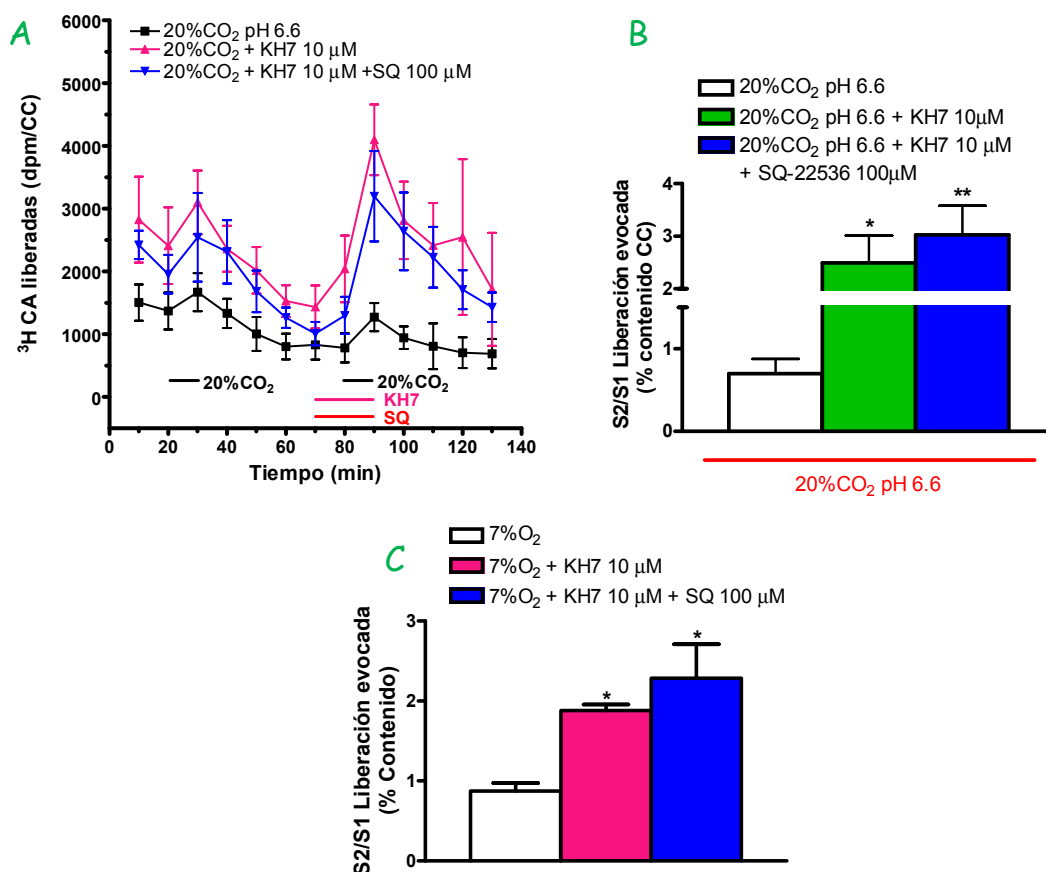 A
20%CO2 pH 6.6
20%CO2 + KH7 10 μM
20%CO2 + KH7 10 μM +SQ 100 μM
³H CA liberadas (dpm/CC)
6000
5000
4000
3000
2000
1000
0
20%CO2
20%CO2
KH7
SQ
0 20 40 60 80 100 120 140
Tiempo (min)
B
20%CO2 pH 6.6
20%CO2 pH 6.6 + KH7 10μM
20%CO2 pH 6.6 + KH7 10 μM
+ SQ-22536 100μM
S2/S1 Liberación evocada
(% contenido CC)
4
3
2
1
0
*
**
20%CO2 pH 6.6
C
7%O2
7%O2 + KH7 10 μM
7%O2 + KH7 10 μM + SQ 100 μM
S2/S1 Liberación evocada
(% Contenido)
3
2
1
0
*
*